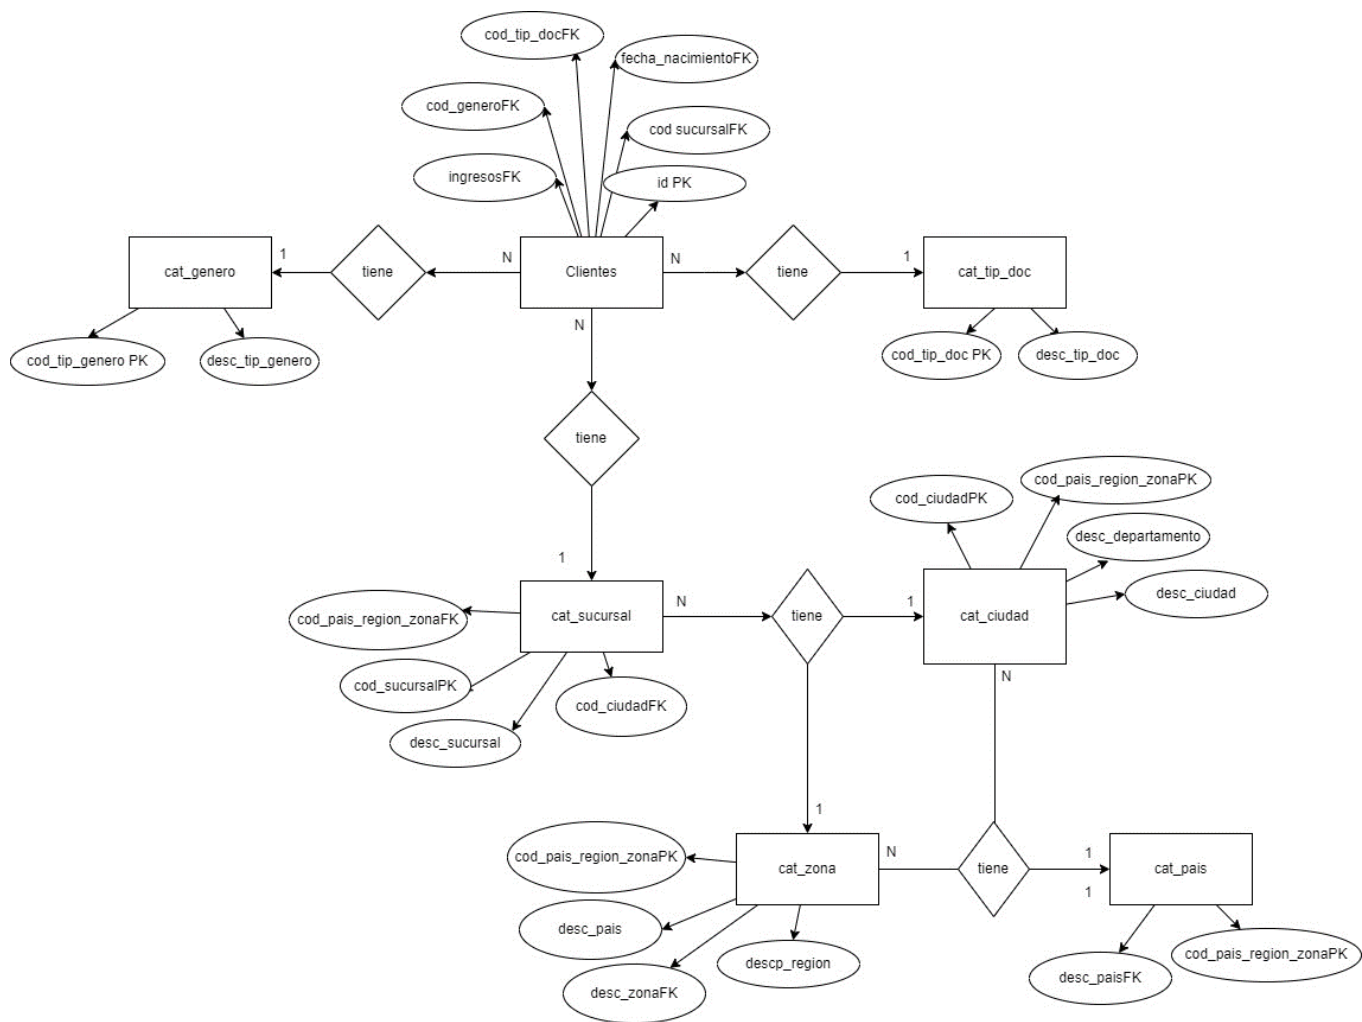 cod_tip_docFK
fecha_nacimientoFK
cod_generoFK
cod sucursalFK
ingresosFK
id PK
cat_genero
1
tiene
N
Clientes
N
tiene
1
cat_tip_doc
cod_tip_genero PK
desc_tip_genero
N
cod_tip_doc PK
desc_tip_doc
tiene
cod_ciudadPK
cod_pais_region_zonaPK
desc_departamento
1
desc_ciudad
cod_pais_region_zonaFK
cat_sucursal
N
tiene
1
cat_ciudad
cod_sucursalPK
cod_ciudadFK
N
desc_sucursal
1
cod_pais_region_zonaPK
cat_zona
N
tiene
1
1
cat_pais
desc_pais
descp_region
desc_zonaFK
cod_pais_region_zonaPK
desc_paisFK